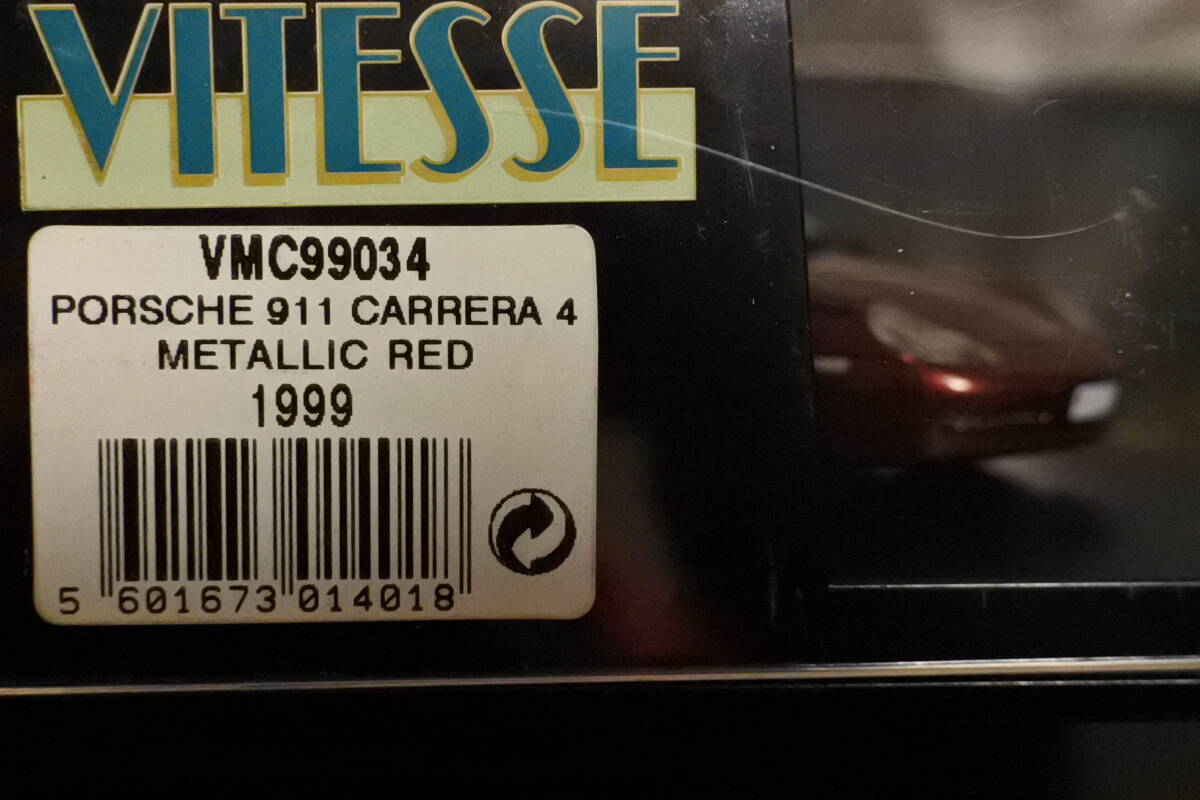 VITESSE
VMC99034
PORSCHE 911 CARRERA 4
METALLIC RED
1999
5 601673 014018